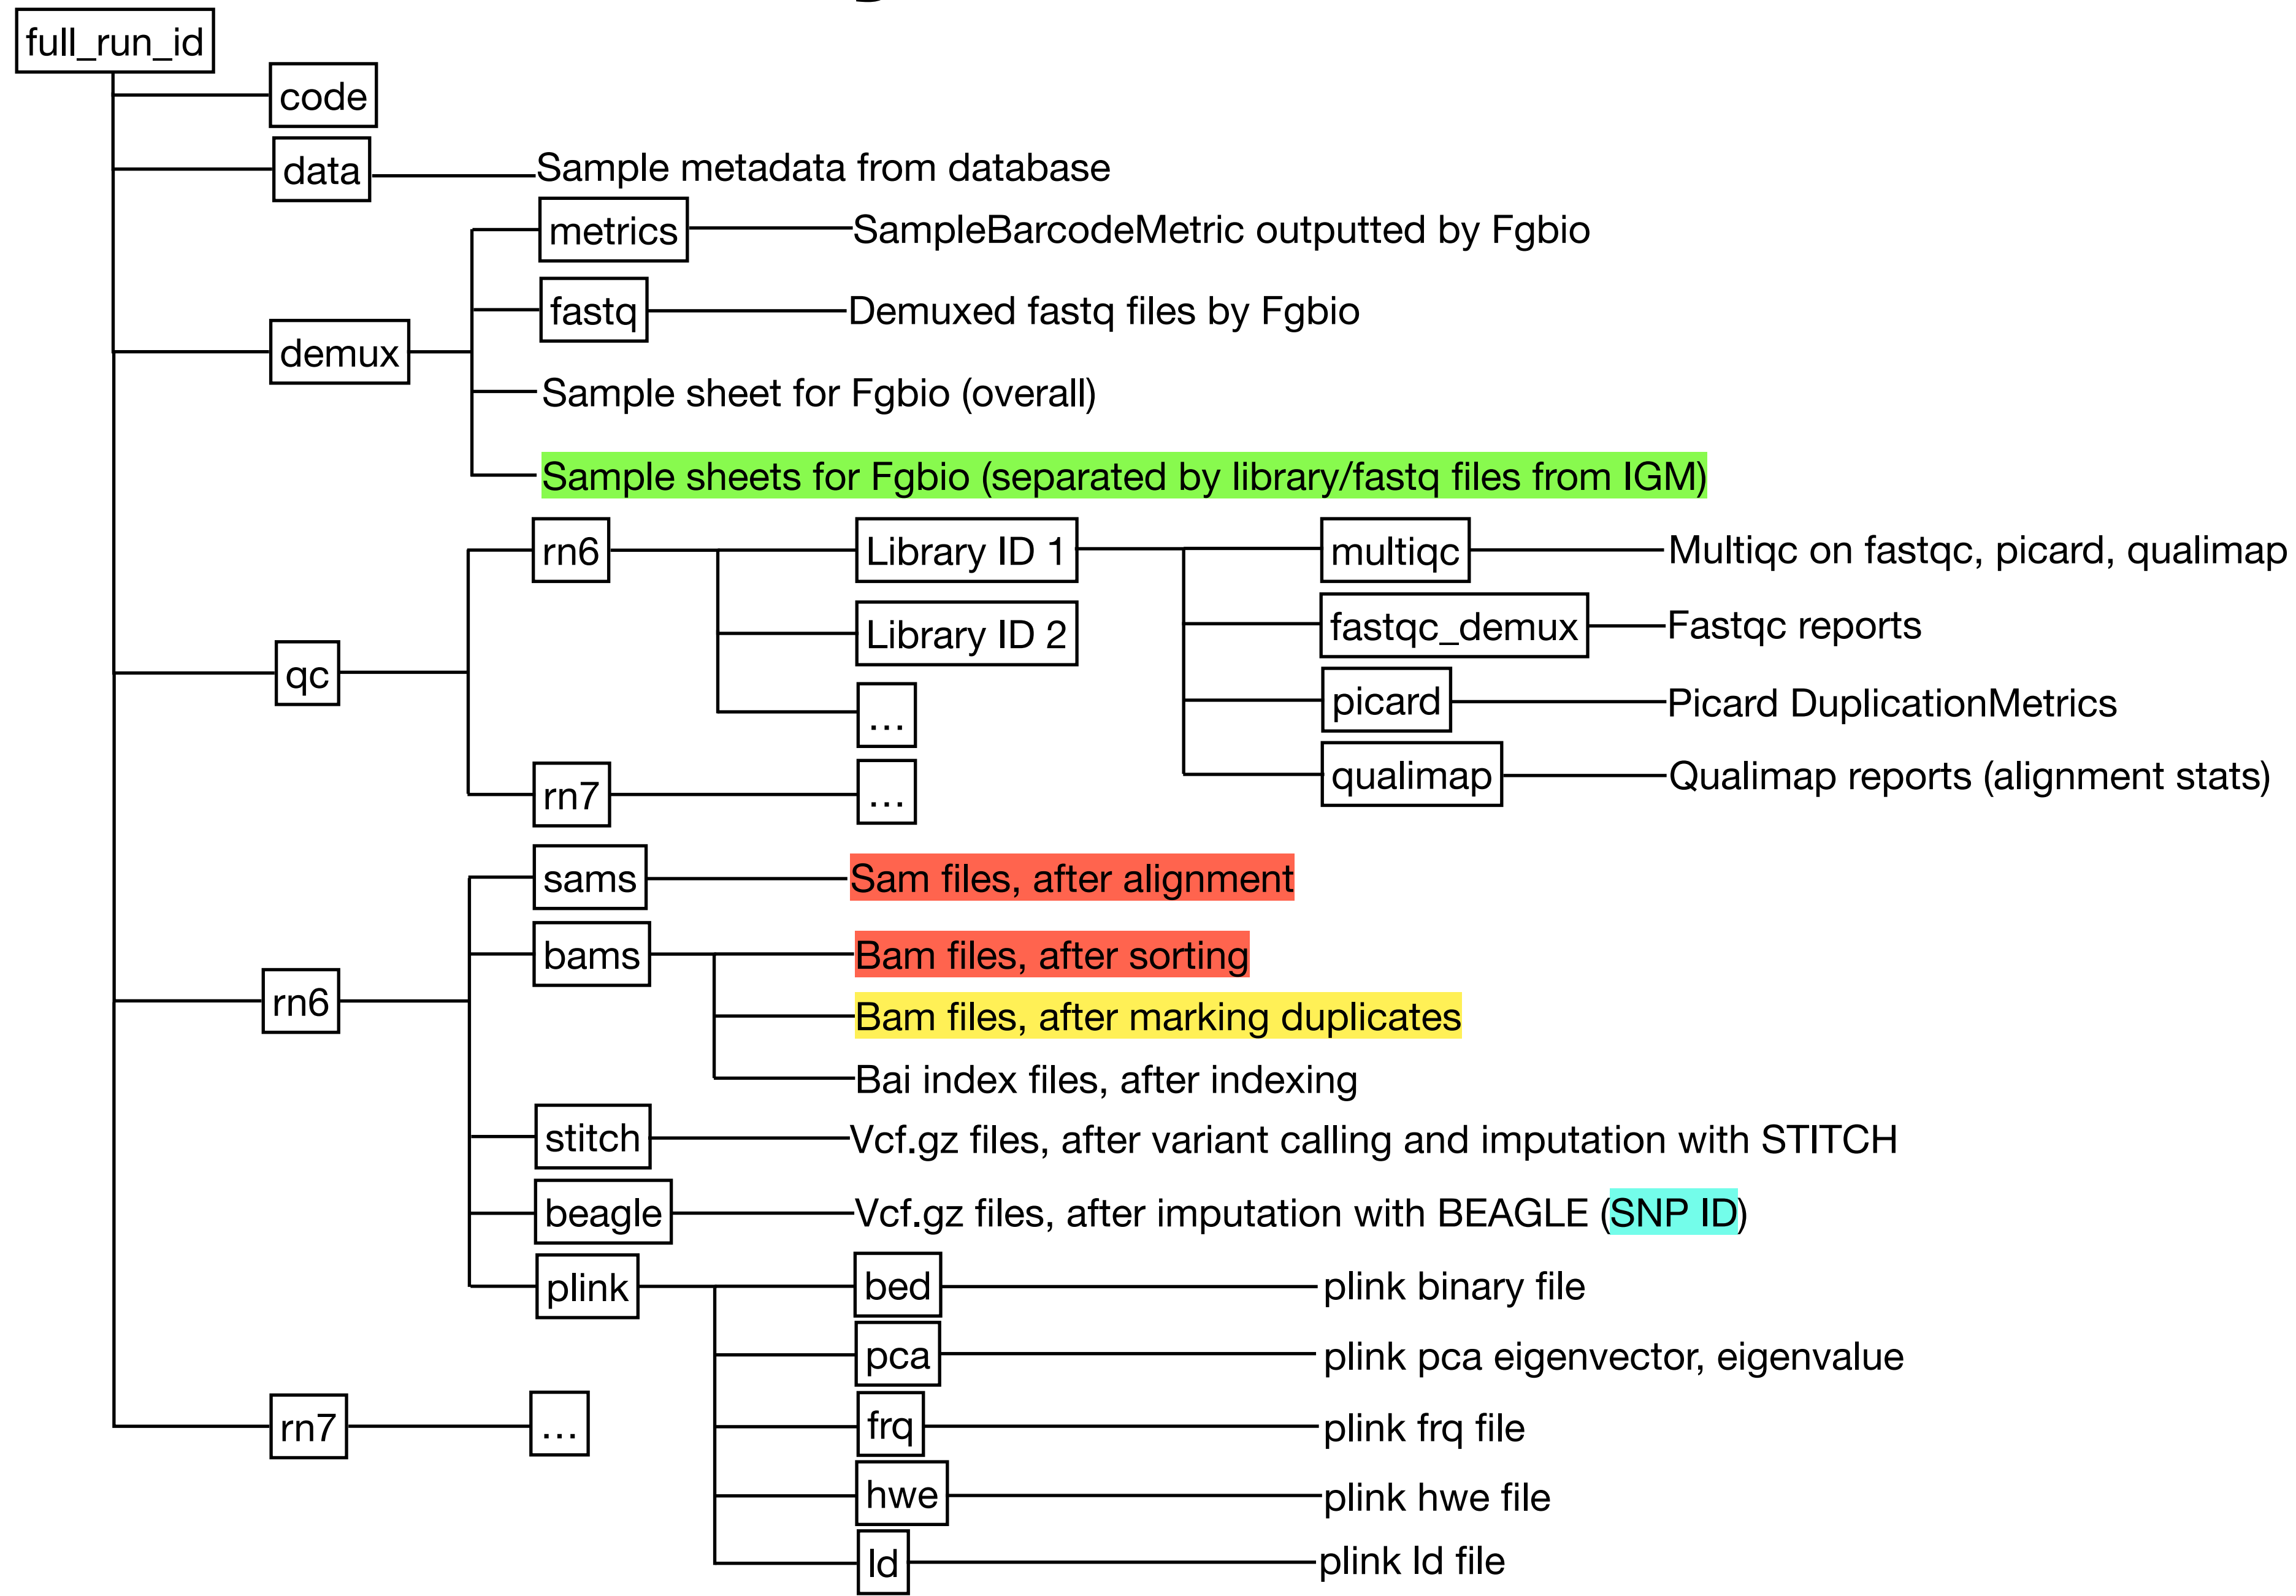 full_run_id
code
data
Sample metadata from database
metrics
SampleBarcodeMetric outputted by Fgbio
fastq
Demuxed fastq files by Fgbio
demux
Sample sheet for Fgbio (overall)
Sample sheets for Fgbio (separated by library/fastq files from IGM)
rn6
Library ID 1
multiqc
Multiqc on fastqc, picard, qualimap
Library ID 2
fastqc_demux
Fastqc reports
qc
...
picard
Picard DuplicationMetrics
rn7
...
qualimap
Qualimap reports (alignment stats)
sams
Sam files, after alignment
bams
Bam files, after sorting
rn6
Bam files, after marking duplicates
Bai index files, after indexing
stitch
Vcf.gz files, after variant calling and imputation with STITCH
beagle
Vcf.gz files, after imputation with BEAGLE (SNP ID)
plink
bed
plink binary file
pca
plink pca eigenvector, eigenvalue
rn7
...
frq
plink frq file
hwe
plink hwe file
ld
plink ld file